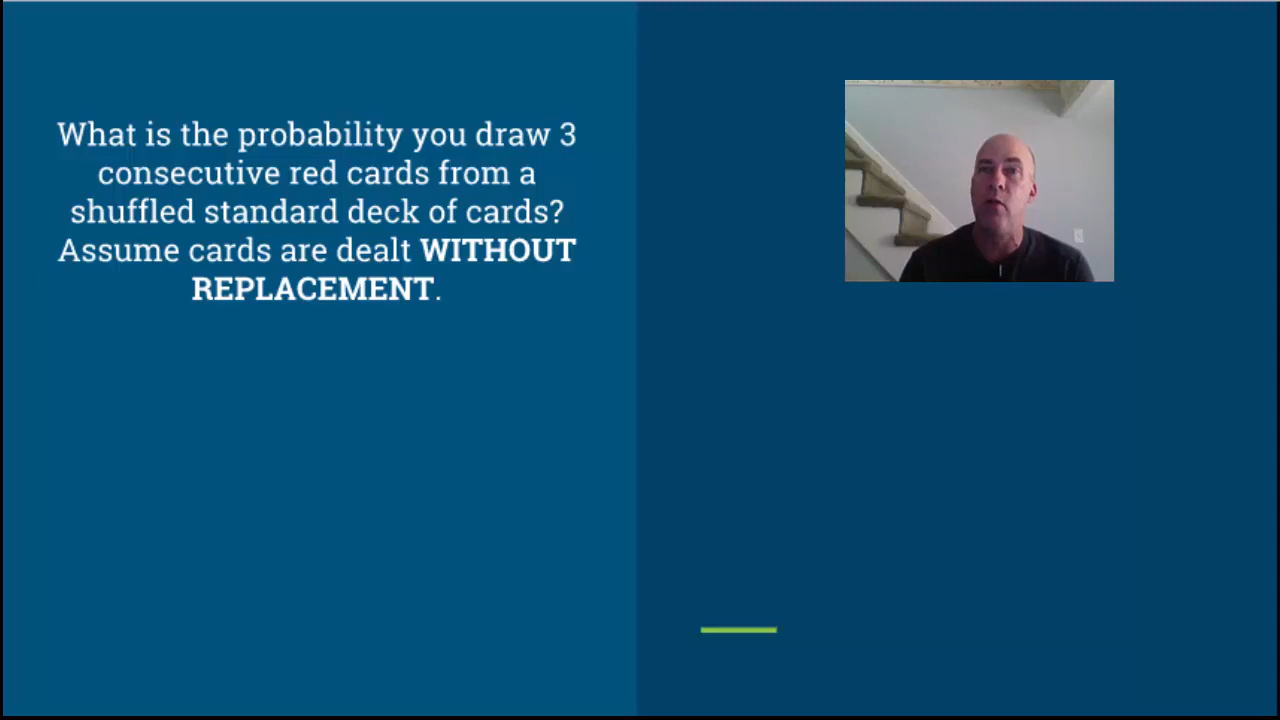 What is the probability you draw 3
consecutive red cards from a
shuffled standard deck of cards?
Assume cards are dealt WITHOUT
REPLACEMENT.